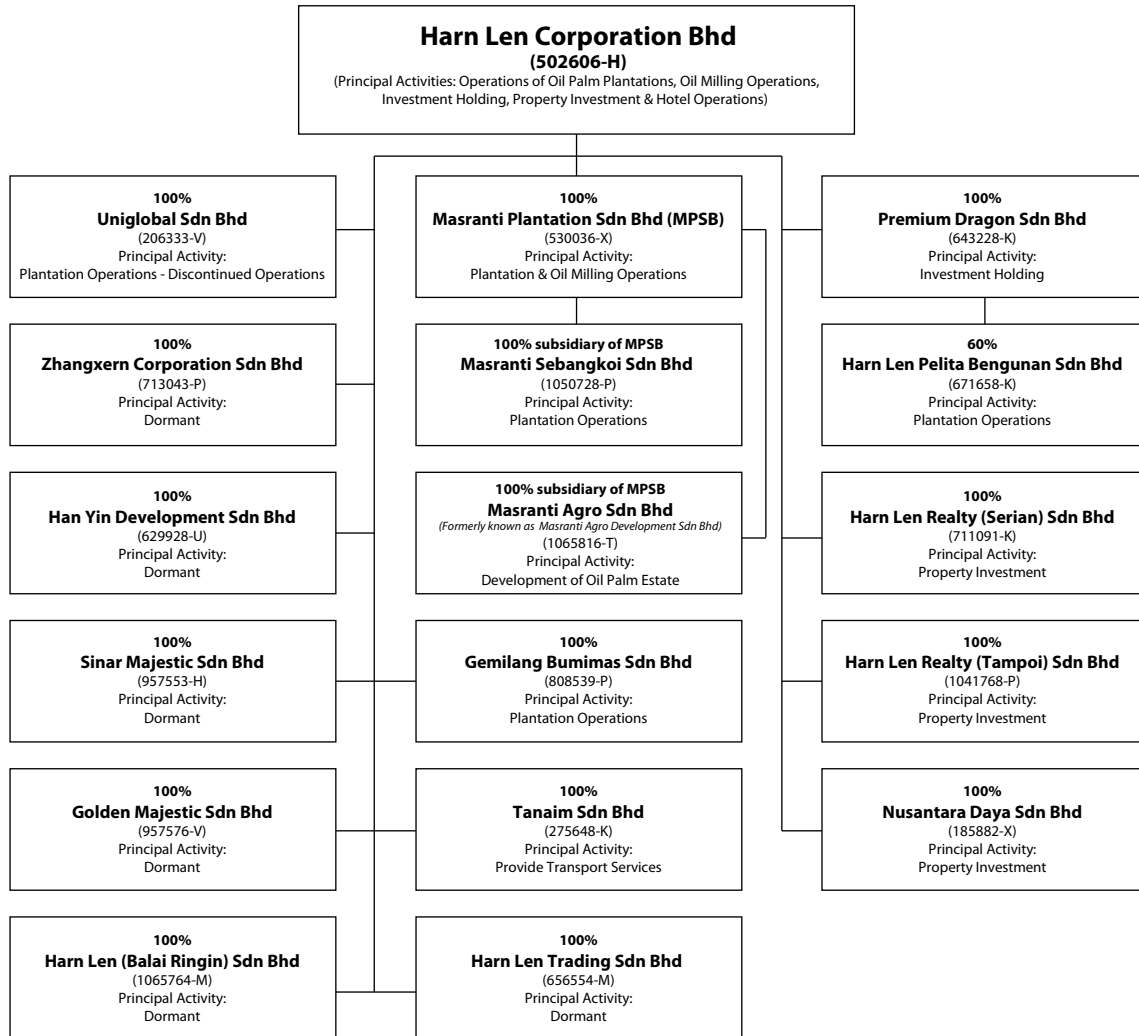 Harn Len Corporation Bhd
(502606-H)
(Principal Activities: Operations of Oil Palm Plantations, Oil Milling Operations,
Investment Holding, Property Investment & Hotel Operations)
100%
Uniglobal Sdn Bhd
(206333-V)
Principal Activity:
Plantation Operations - Discontinued Operations
100%
Masranti Plantation Sdn Bhd (MPSB)
(530036-X)
Principal Activity:
Plantation & Oil Milling Operations
100%
Premium Dragon Sdn Bhd
(643228-K)
Principal Activity:
Investment Holding
100%
Zhangxern Corporation Sdn Bhd
(713043-P)
Principal Activity:
Dormant
100% subsidiary of MPSB
Masranti Sebangkoi Sdn Bhd
(1050728-P)
Principal Activity:
Plantation Operations
60%
Harn Len Pelita Bengunan Sdn Bhd
(671658-K)
Principal Activity:
Plantation Operations
100%
Han Yin Development Sdn Bhd
(629928-U)
Principal Activity:
Dormant
100% subsidiary of MPSB
Masranti Agro Sdn Bhd
(Formerly known as Masranti Agro Development Sdn Bhd)
(1065816-T)
Principal Activity:
Development of Oil Palm Estate
100%
Harn Len Realty (Serian) Sdn Bhd
(711091-K)
Principal Activity:
Property Investment
100%
Sinar Majestic Sdn Bhd
(957553-H)
Principal Activity:
Dormant
100%
Gemilang Bumimas Sdn Bhd
(808539-P)
Principal Activity:
Plantation Operations
100%
Harn Len Realty (Tampoi) Sdn Bhd
(1041768-P)
Principal Activity:
Property Investment
100%
Golden Majestic Sdn Bhd
(957576-V)
Principal Activity:
Dormant
100%
Tanaim Sdn Bhd
(275648-K)
Principal Activity:
Provide Transport Services
100%
Nusantara Daya Sdn Bhd
(185882-X)
Principal Activity:
Property Investment
100%
Harn Len (Balai Ringin) Sdn Bhd
(1065764-M)
Principal Activity:
Dormant
100%
Harn Len Trading Sdn Bhd
(656554-M)
Principal Activity:
Dormant